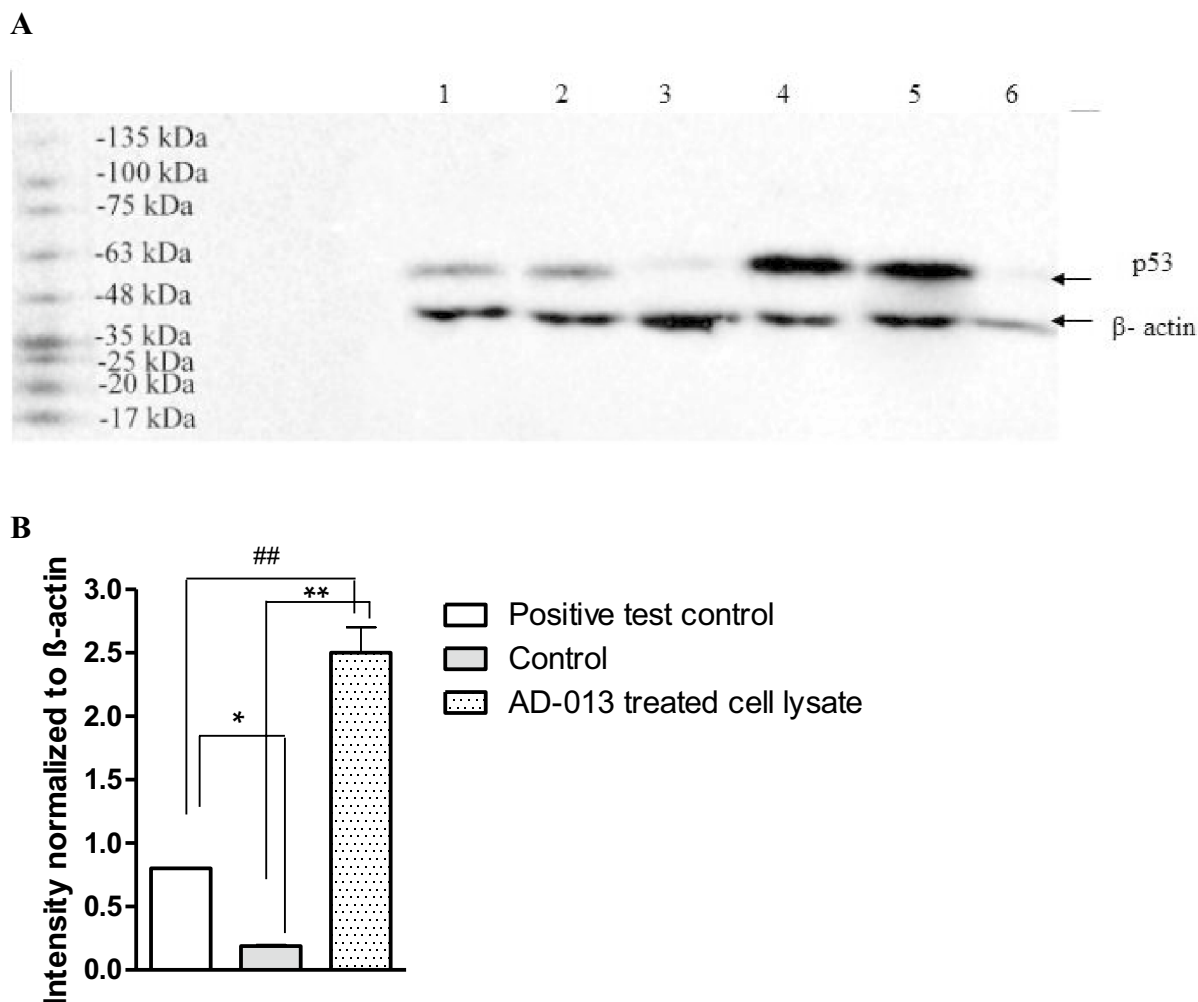 A
1 2 3 4 5 6
-135 kDa
-100 kDa
-75 kDa
-63 kDa
-48 kDa
-35 kDa
-25 kDa
-20 kDa
-17 kDa
p53
β- actin
B
Intensity normalized to ß-actin
3.0
2.5
2.0
1.5
1.0
0.5
0.0
##
**
*
Positive test control
Control
AD-013 treated cell lysate